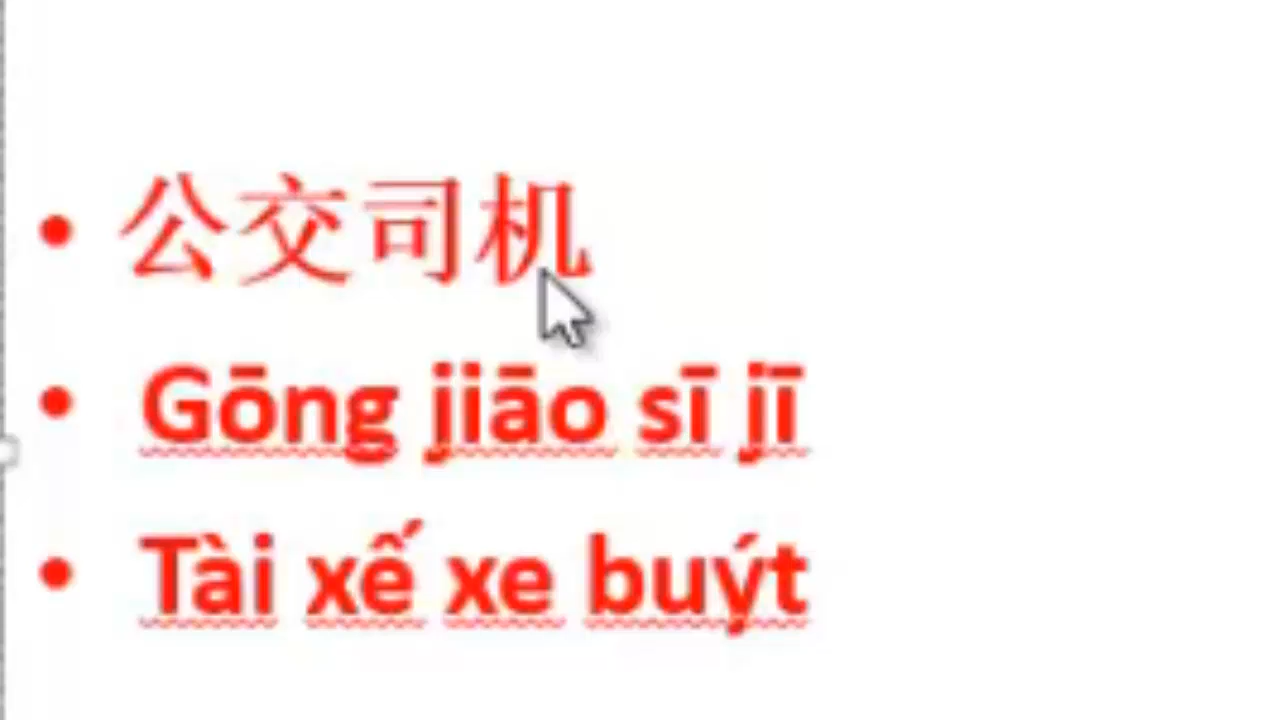 公交司机
Gōng jiāo sī jī
Tài xế xe buýt